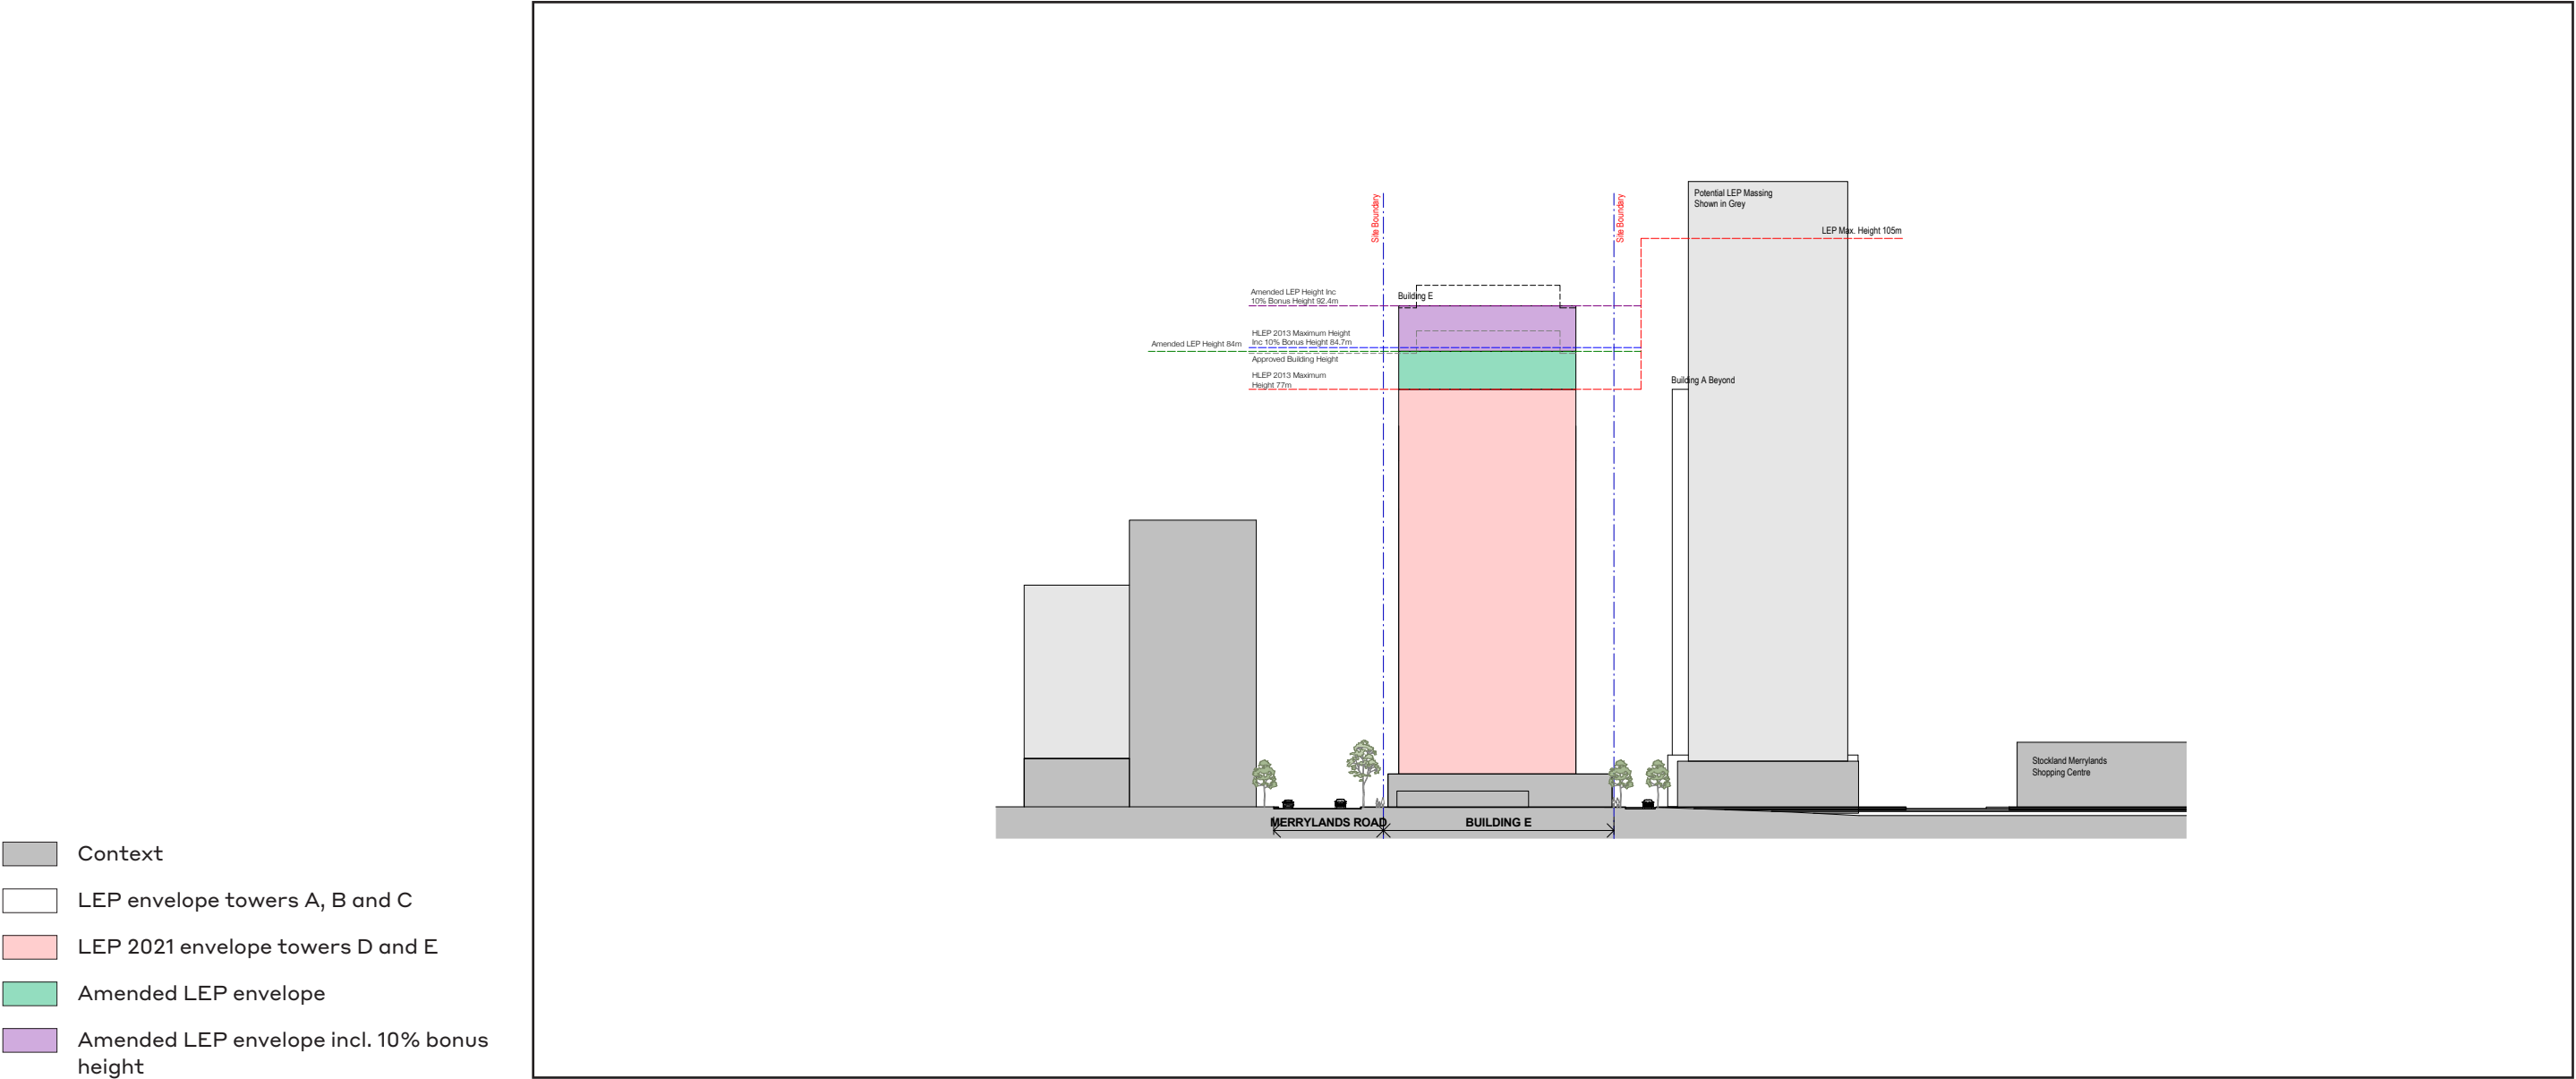 Potential LEP Massing
Shown in Grey
Site Boundary
Site Boundary
LEP Max. Height 105m
Amended LEP Height Inc
10% Bonus Height 92.4m
Building E
HLEP 2013 Maximum Height
Inc 10% Bonus Height 84.7m
Amended LEP Height 84m
Approved Building Height
HLEP 2013 Maximum
Height 77m
Building A Beyond
Stockland Merrylands
Shopping Centre
MERRYLANDS ROAD
BUILDING E
Context
LEP envelope towers A, B and C
LEP 2021 envelope towers D and E
Amended LEP envelope
Amended LEP envelope incl. 10% bonus
height